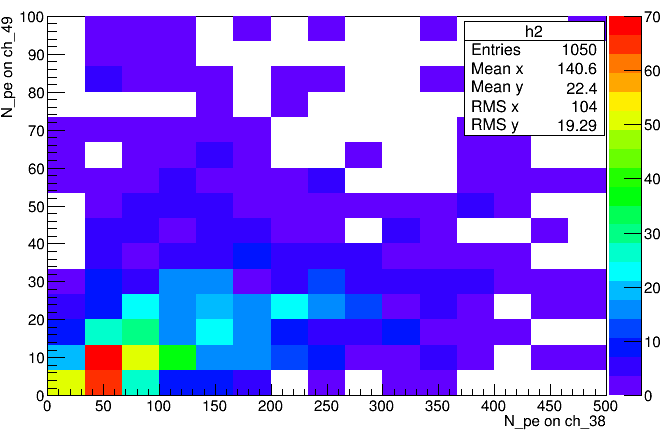 N_pe on ch_49
100
90
80
70
60
50
40
30
20
10
0
h2
Entries 1050
Mean x 140.6
Mean y 22.4
RMS x 104
RMS y 19.29
70
60
50
40
30
20
10
0
0 50 100 150 200 250 300 350 400 450 500
N_pe on ch_38